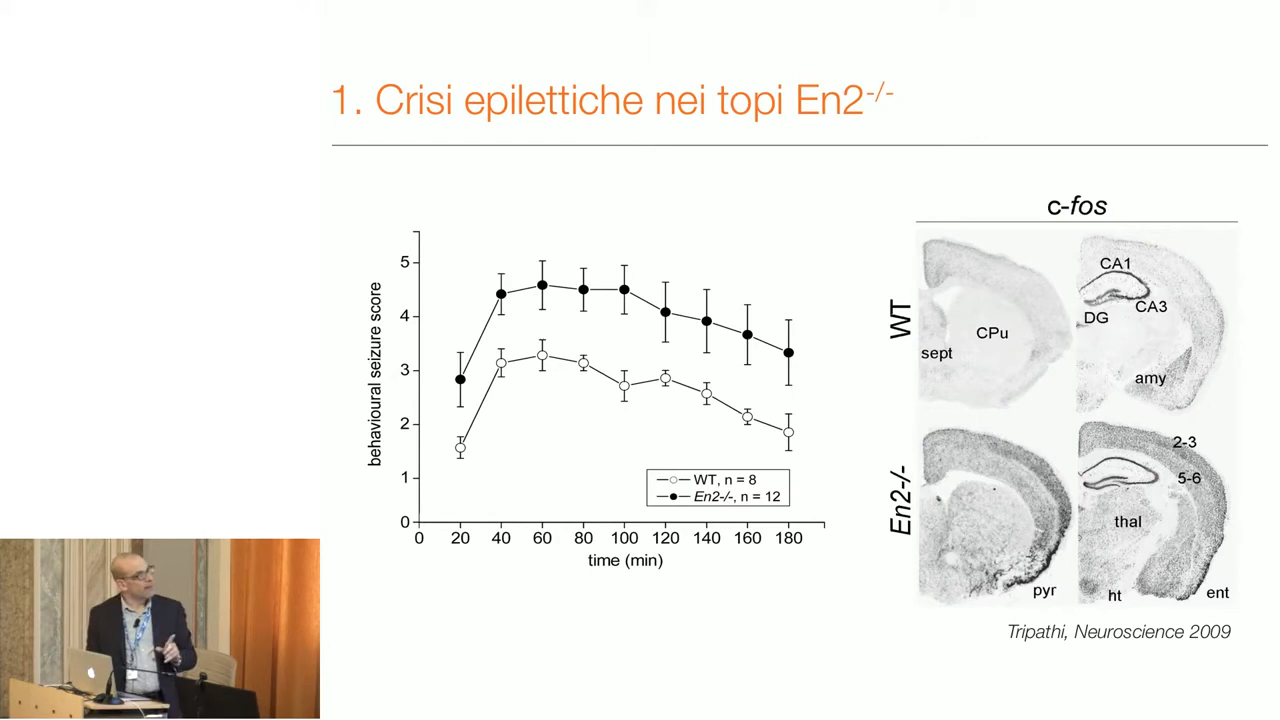 1. Crisi epilettiche nei topi En2-/-
behavioural seizure score
5
4
3
2
1
0
0 20 40 60 80 100 120 140 160 180
time (min)
WT, n = 8
En2-/-, n = 12
c-fos
WT
CPu
sept
CA1
CA3
DG
amy
En2-/-
pyr
2-3
5-6
thal
ht
ent
Tripathi, Neuroscience 2009